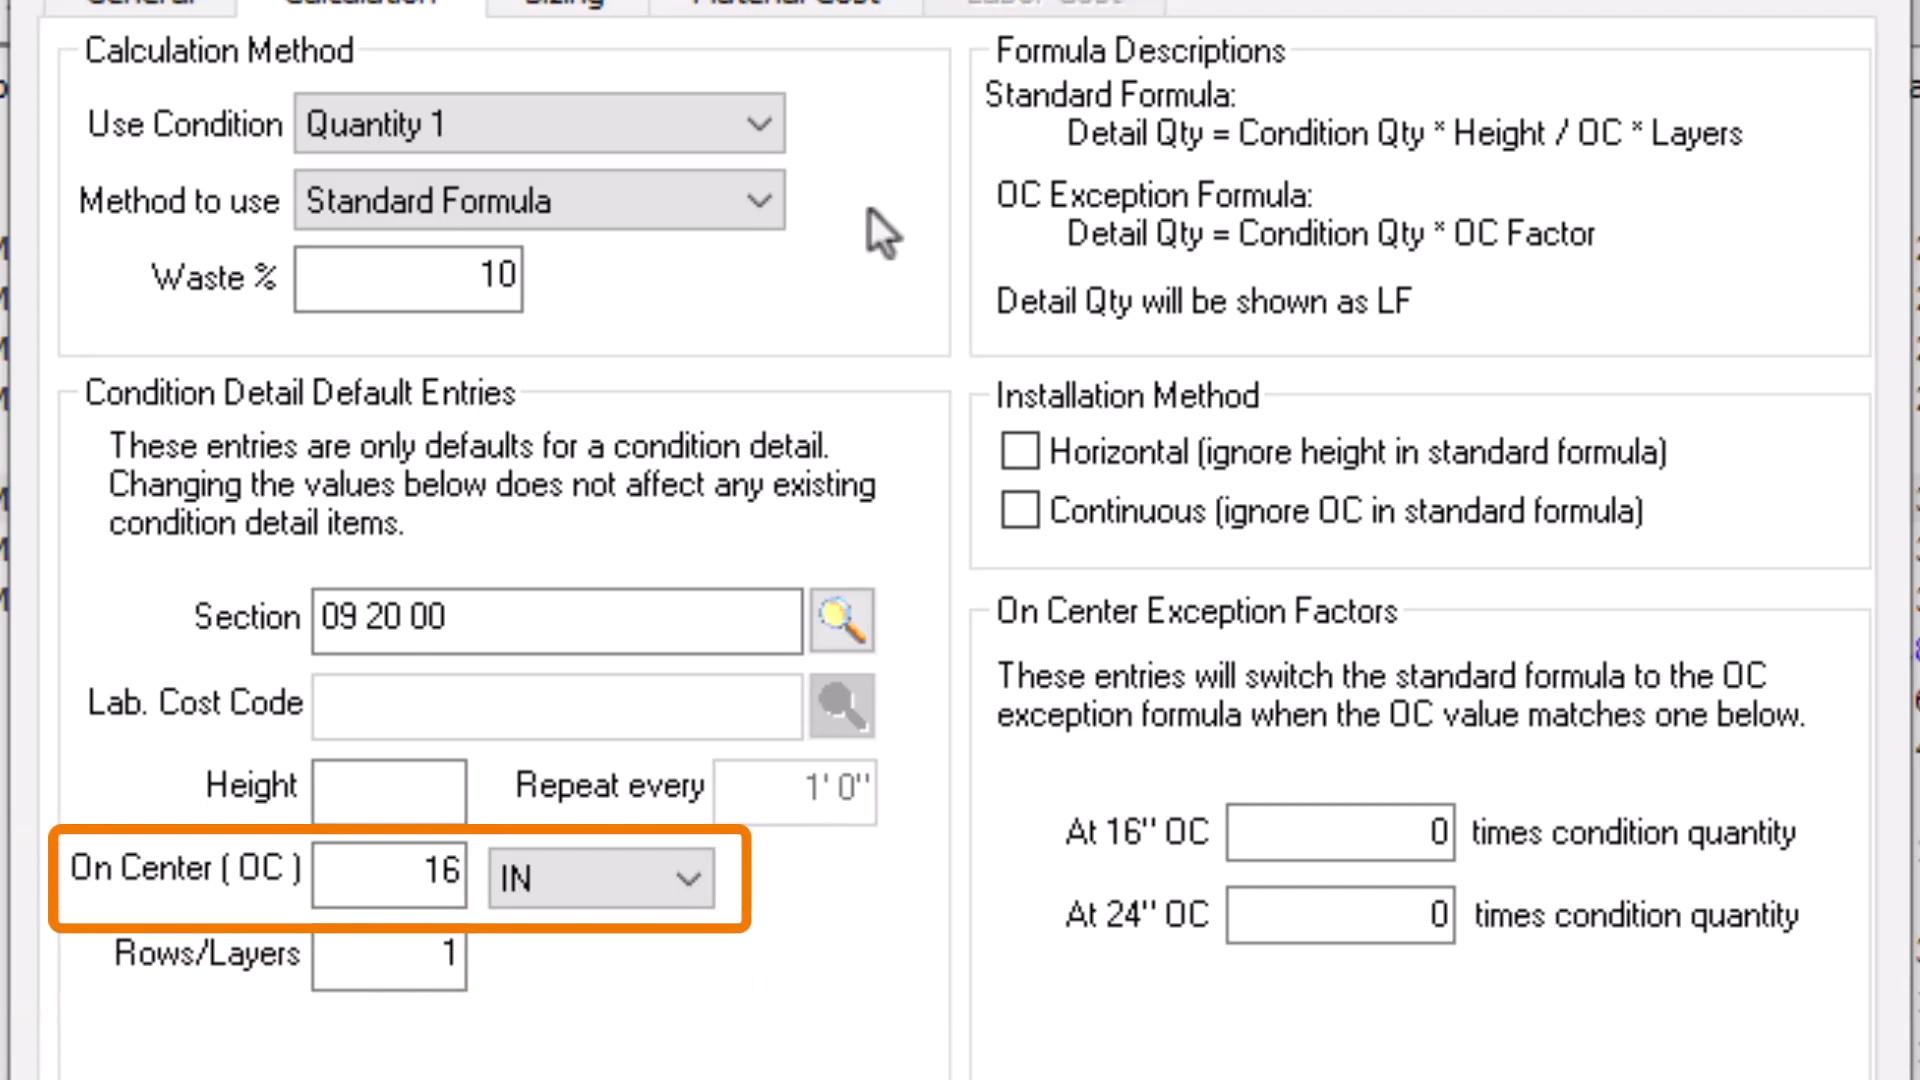 General Calculation Sizing Material Cost Labor Cost
Calculation Method
Use Condition Quantity 1
Method to use Standard Formula
Waste % 10
Formula Descriptions
Standard Formula:
Detail Qty = Condition Qty * Height / OC * Layers
OC Exception Formula:
Detail Qty = Condition Qty * OC Factor
Detail Qty will be shown as LF
Condition Detail Default Entries
These entries are only defaults for a condition detail.
Changing the values below does not affect any existing
condition detail items.
Section 09 20 00
Lab. Cost Code
Height Repeat every 1' 0"
On Center ( OC ) 16 IN
Rows/Layers 1
Installation Method
Horizontal (ignore height in standard formula)
Continuous (ignore OC in standard formula)
On Center Exception Factors
These entries will switch the standard formula to the OC
exception formula when the OC value matches one below.
At 16" OC 0 times condition quantity
At 24" OC 0 times condition quantity